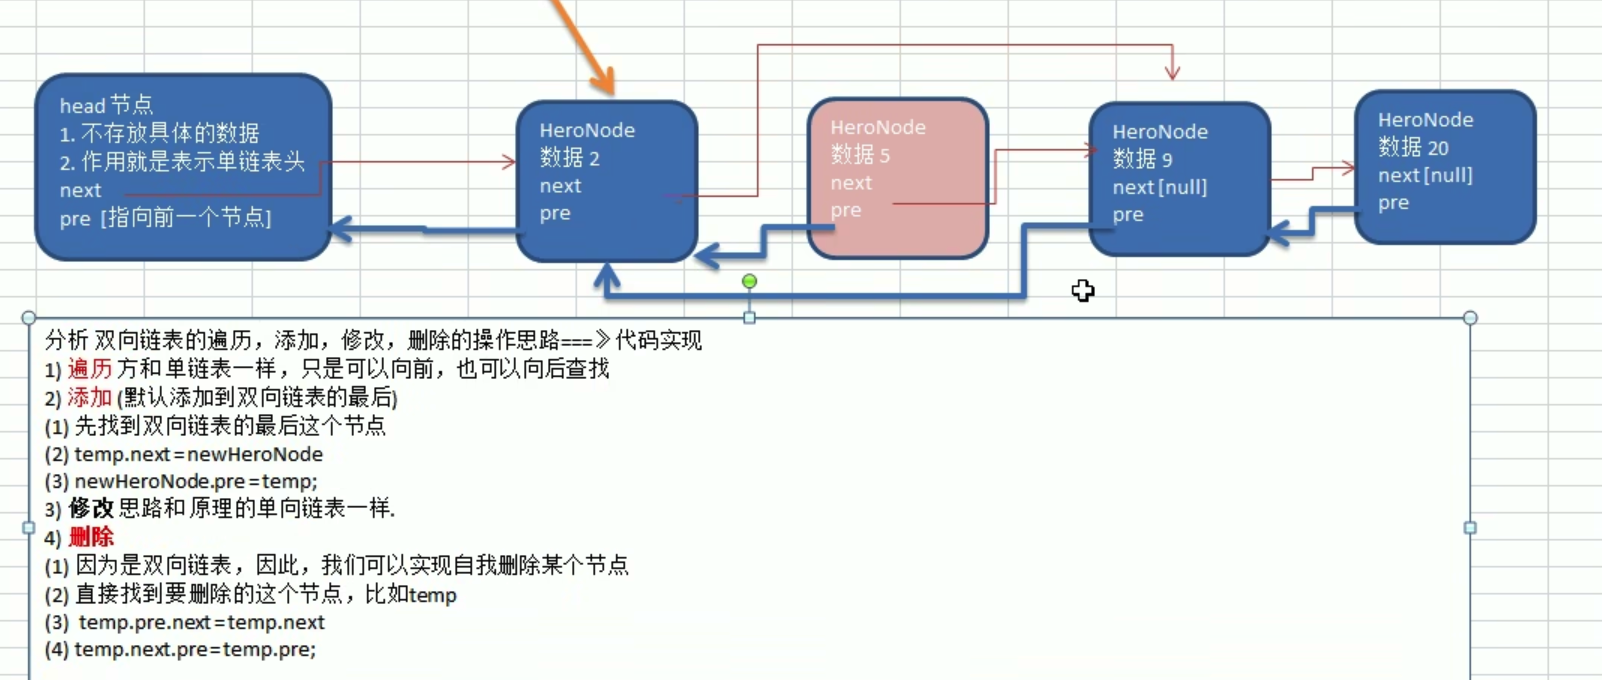 head 节点
1. 不存放具体的数据
2. 作用就是表示单链表头
next
pre [指向前一个节点]
HeroNode
数据 2
next
pre
HeroNode
数据 5
next
pre
HeroNode
数据 9
next [null]
pre
HeroNode
数据 20
next [null]
pre
分析 双向链表的遍历，添加，修改，删除的操作思路===》代码实现
1) 遍历 方和 单链表一样，只是可以向前，也可以向后查找
2) 添加 (默认添加到双向链表的最后)
(1) 先找到双向链表的最后这个节点
(2) temp.next = newHeroNode
(3) newHeroNode.pre = temp;
3) 修改 思路和 原理的单向链表一样.
4) 删除
(1) 因为是双向链表，因此，我们可以实现自我删除某个节点
(2) 直接找到要删除的这个节点，比如temp
(3) temp.pre.next = temp.next
(4) temp.next.pre = temp.pre;